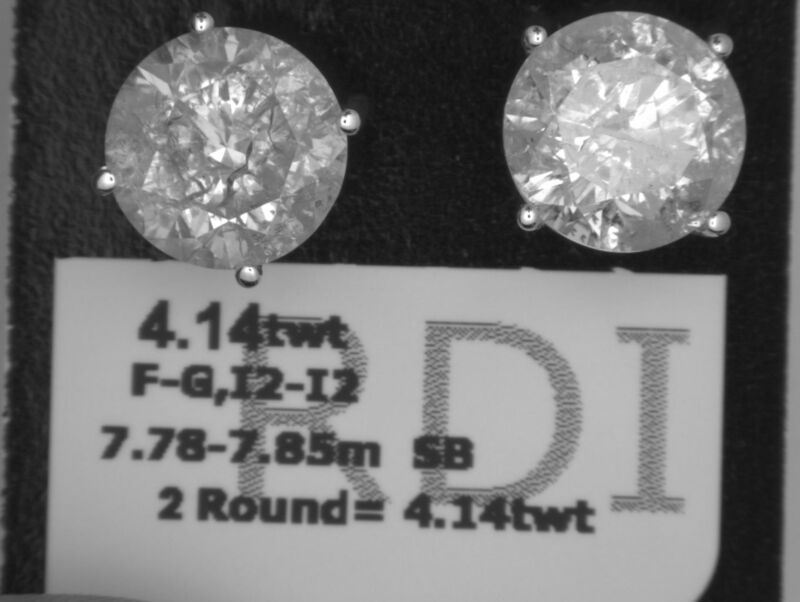 4.14twt
F-G,I2-I2
7.78-7.85m SB
2 Round= 4.14twt
RDI